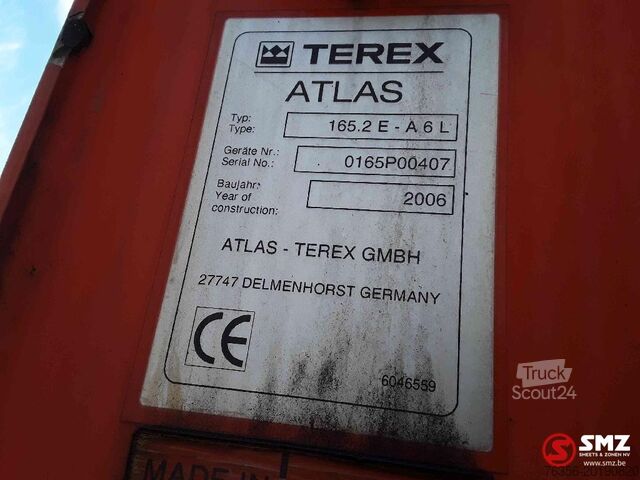 TEREX
ATLAS
Typ:
Type:
165.2 E - A 6 L
Geräte Nr.:
Serial No.:
0165P00407
Baujahr:
Year of
construction:
2006
ATLAS - TEREX GMBH
27747 DELMENHORST GERMANY
CE
6046559
MADE IN
Truck
Scout24
SMZ
SHEETS & ZONEN NV
www.smz.be